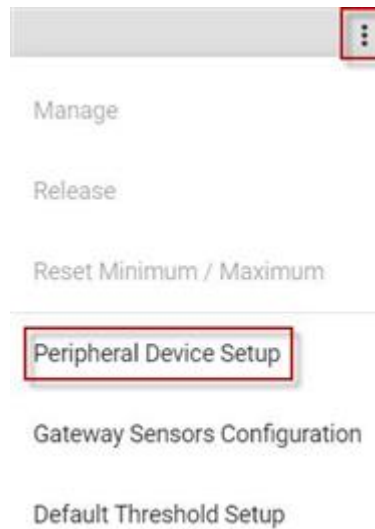 Manage
Release
Reset Minimum / Maximum
Peripheral Device Setup
Gateway Sensors Configuration
Default Threshold Setup